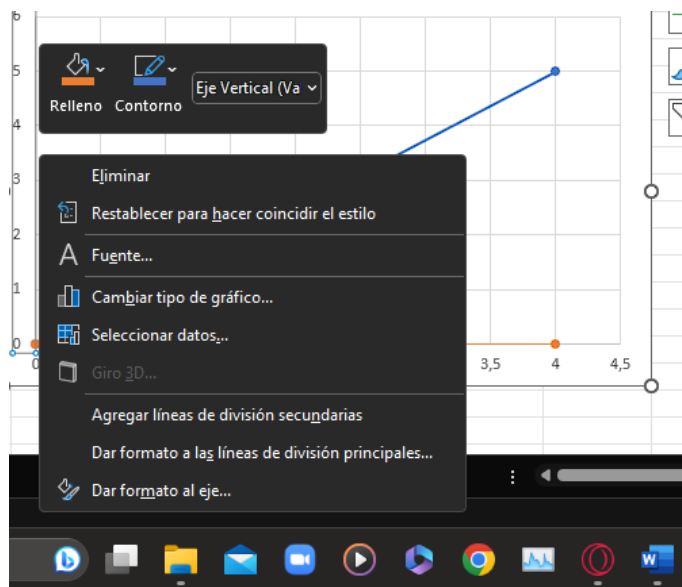 6
5
4
3
2
1
0
Relleno Contorno Eje Vertical (Va
Eliminar
Restablecer para hacer coincidir el estilo
Fuente...
Cambiar tipo de gráfico...
Seleccionar datos...
Giro 3D...
Agregar líneas de división secundarias
Dar formato a las líneas de división principales...
Dar formato al eje...
0 3,5 4 4,5